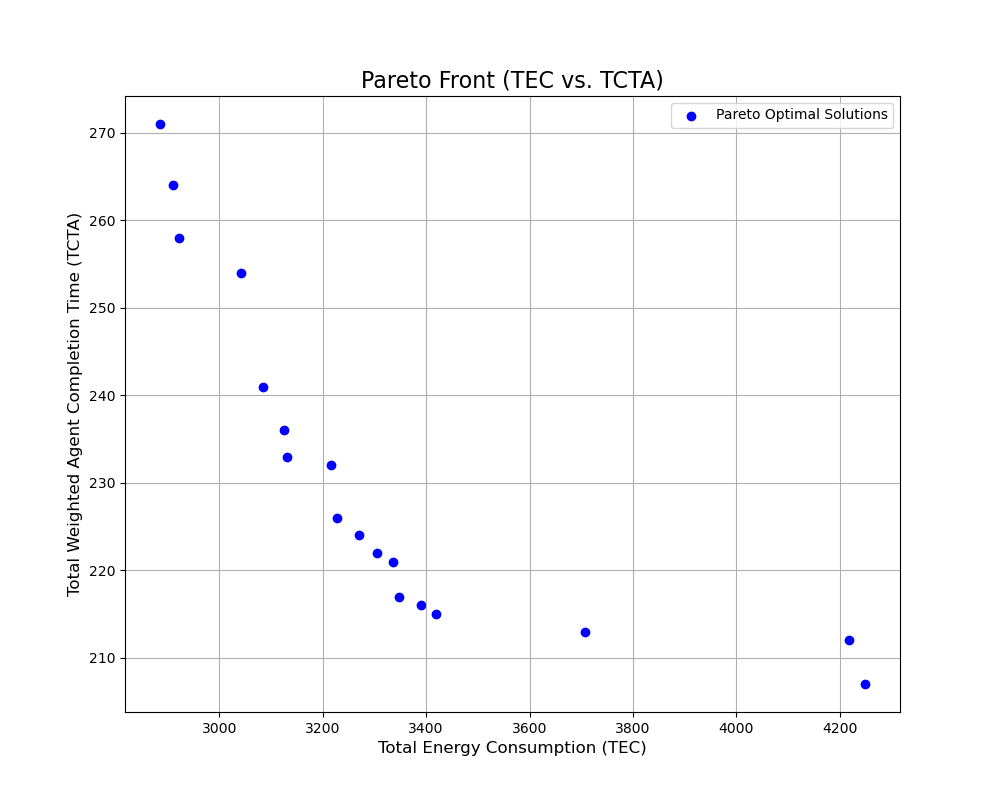 Pareto Front (TEC vs. TCTA)
Pareto Optimal Solutions
270
260
250
240
230
220
210
Total Weighted Agent Completion Time (TCTA)
3000 3200 3400 3600 3800 4000 4200
Total Energy Consumption (TEC)